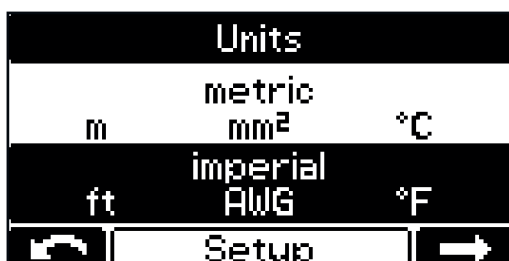 Units
metric
m mm² °C
imperial
ft AWG °F
Setup